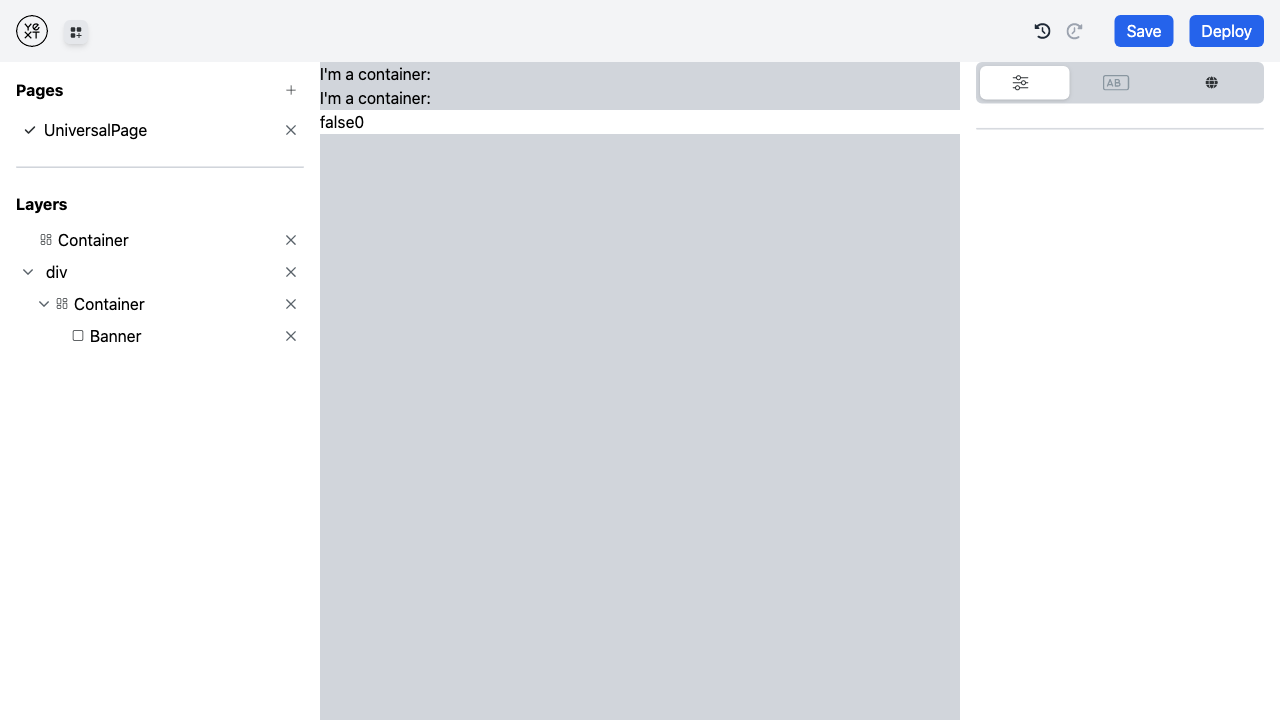 YEXT
Save
Deploy
Pages
UniversalPage
Layers
Container
div
Container
Banner
I'm a container:
I'm a container:
false0
AB